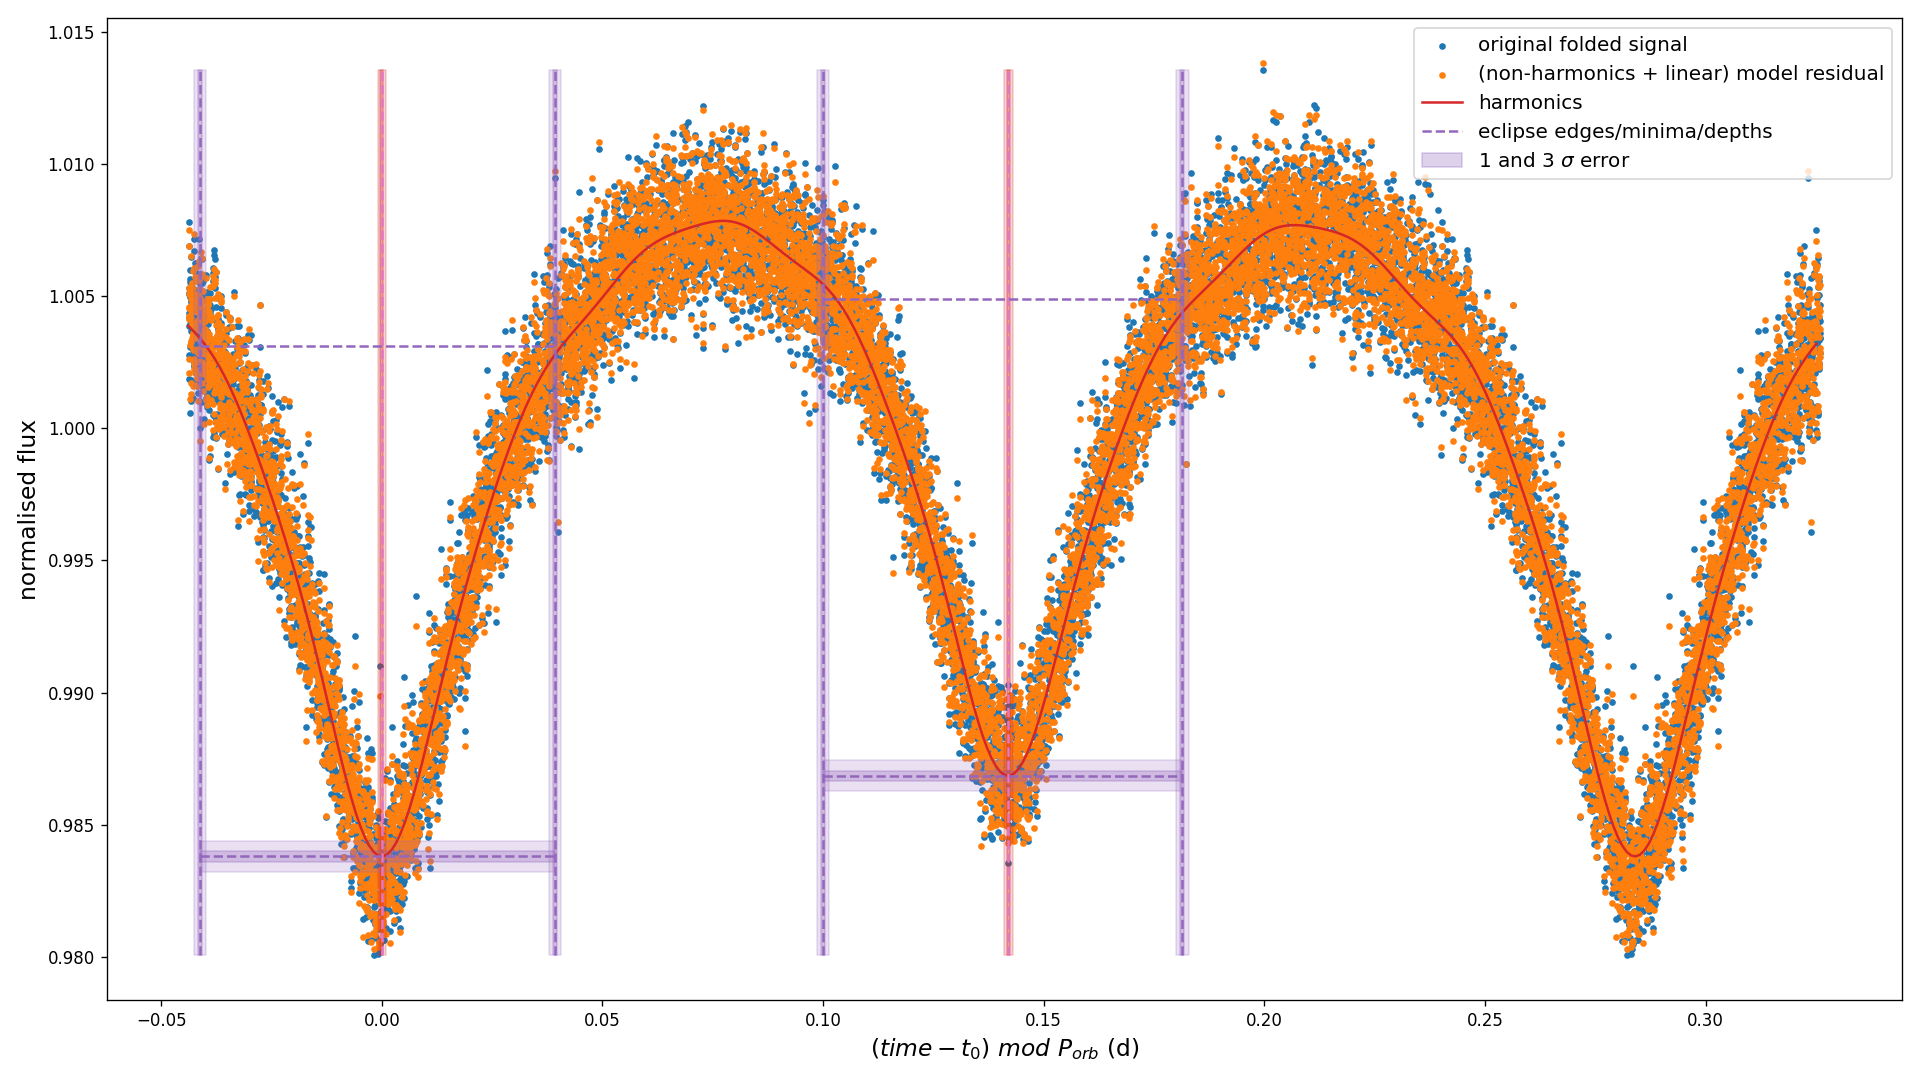 original folded signal
(non-harmonics + linear) model residual
harmonics
eclipse edges/minima/depths
1 and 3 σ error
normalised flux
1.015
1.010
1.005
1.000
0.995
0.990
0.985
0.980
−0.05
0.00
0.05
0.10
0.15
0.20
0.25
0.30
(time − t₀) mod P_orb (d)